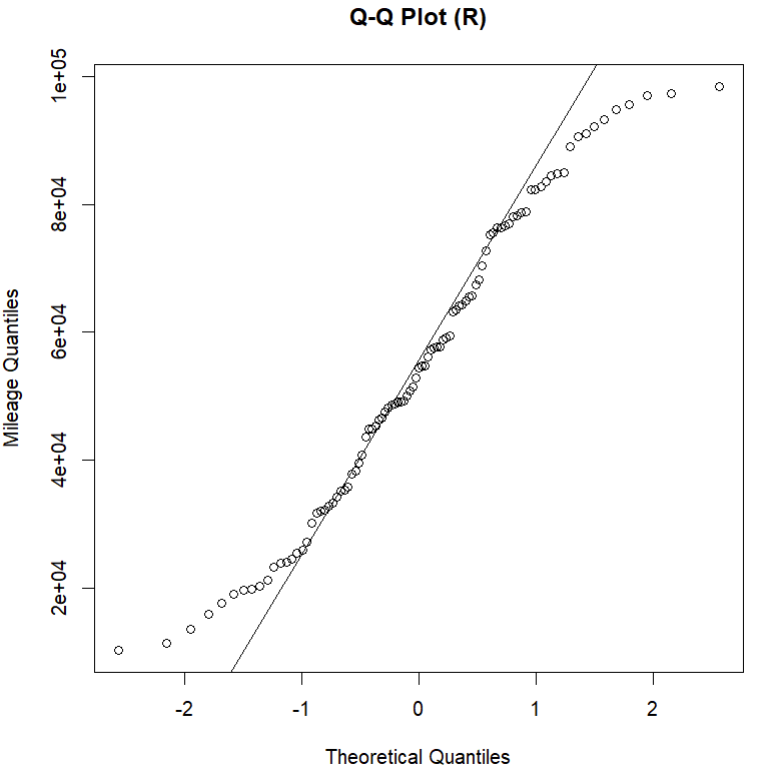 Q-Q Plot (R)
1e+05
8e+04
6e+04
4e+04
2e+04
Mileage Quantiles
-2 -1 0 1 2
Theoretical Quantiles